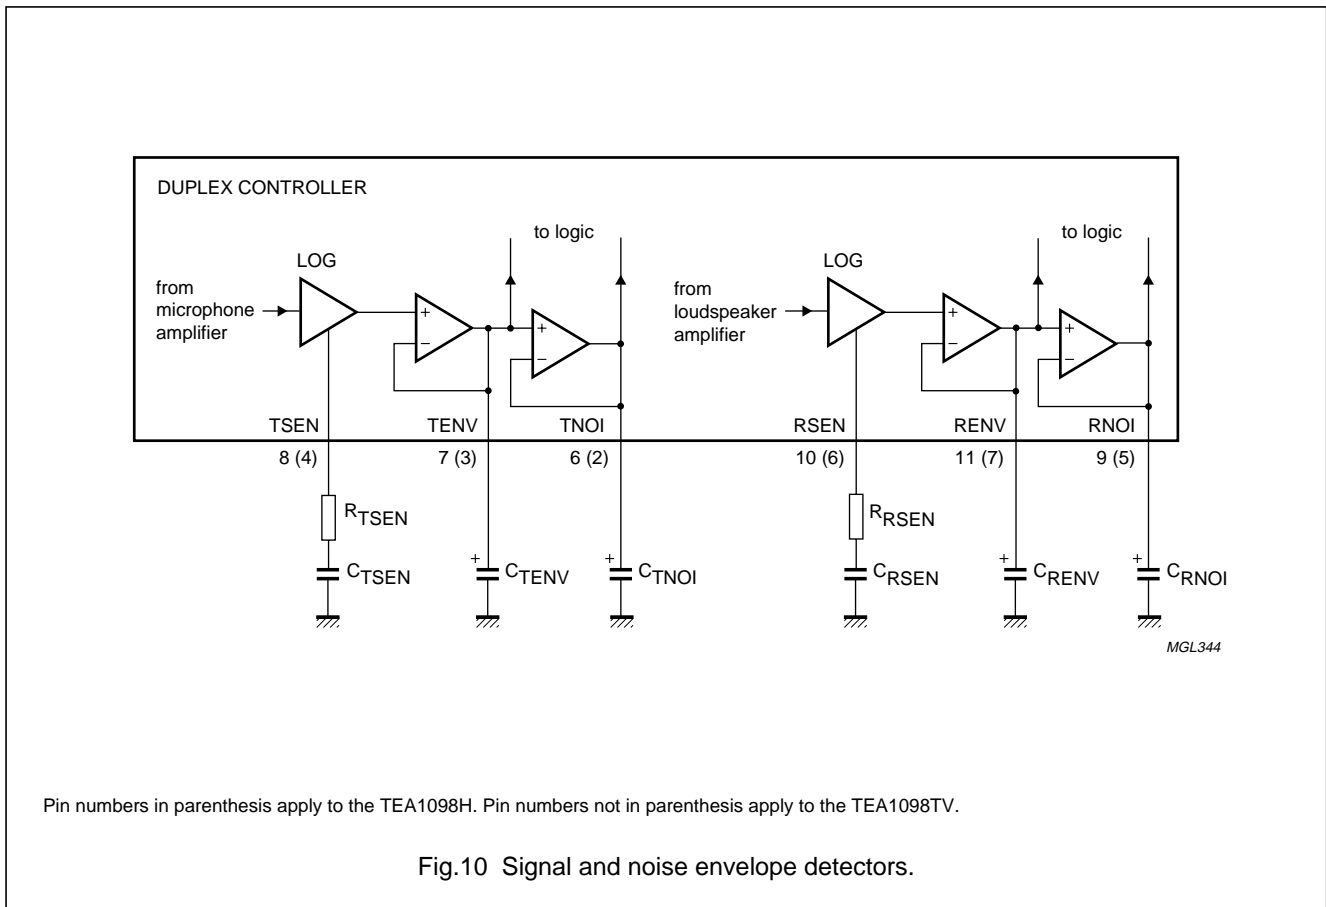 DUPLEX CONTROLLER
to logic
to logic
LOG
LOG
from
microphone
amplifier
from
loudspeaker
amplifier
+
−
+
−
+
−
+
−
TSEN
TENV
TNOI
RSEN
RENV
RNOI
8 (4)
7 (3)
6 (2)
10 (6)
11 (7)
9 (5)
RTSEN
RRSEN
CTSEN
+
CTENV
+
CTNOI
CRSEN
+
CRENV
+
CRNOI
MGL344
Pin numbers in parenthesis apply to the TEA1098H. Pin numbers not in parenthesis apply to the TEA1098TV.
Fig.10 Signal and noise envelope detectors.